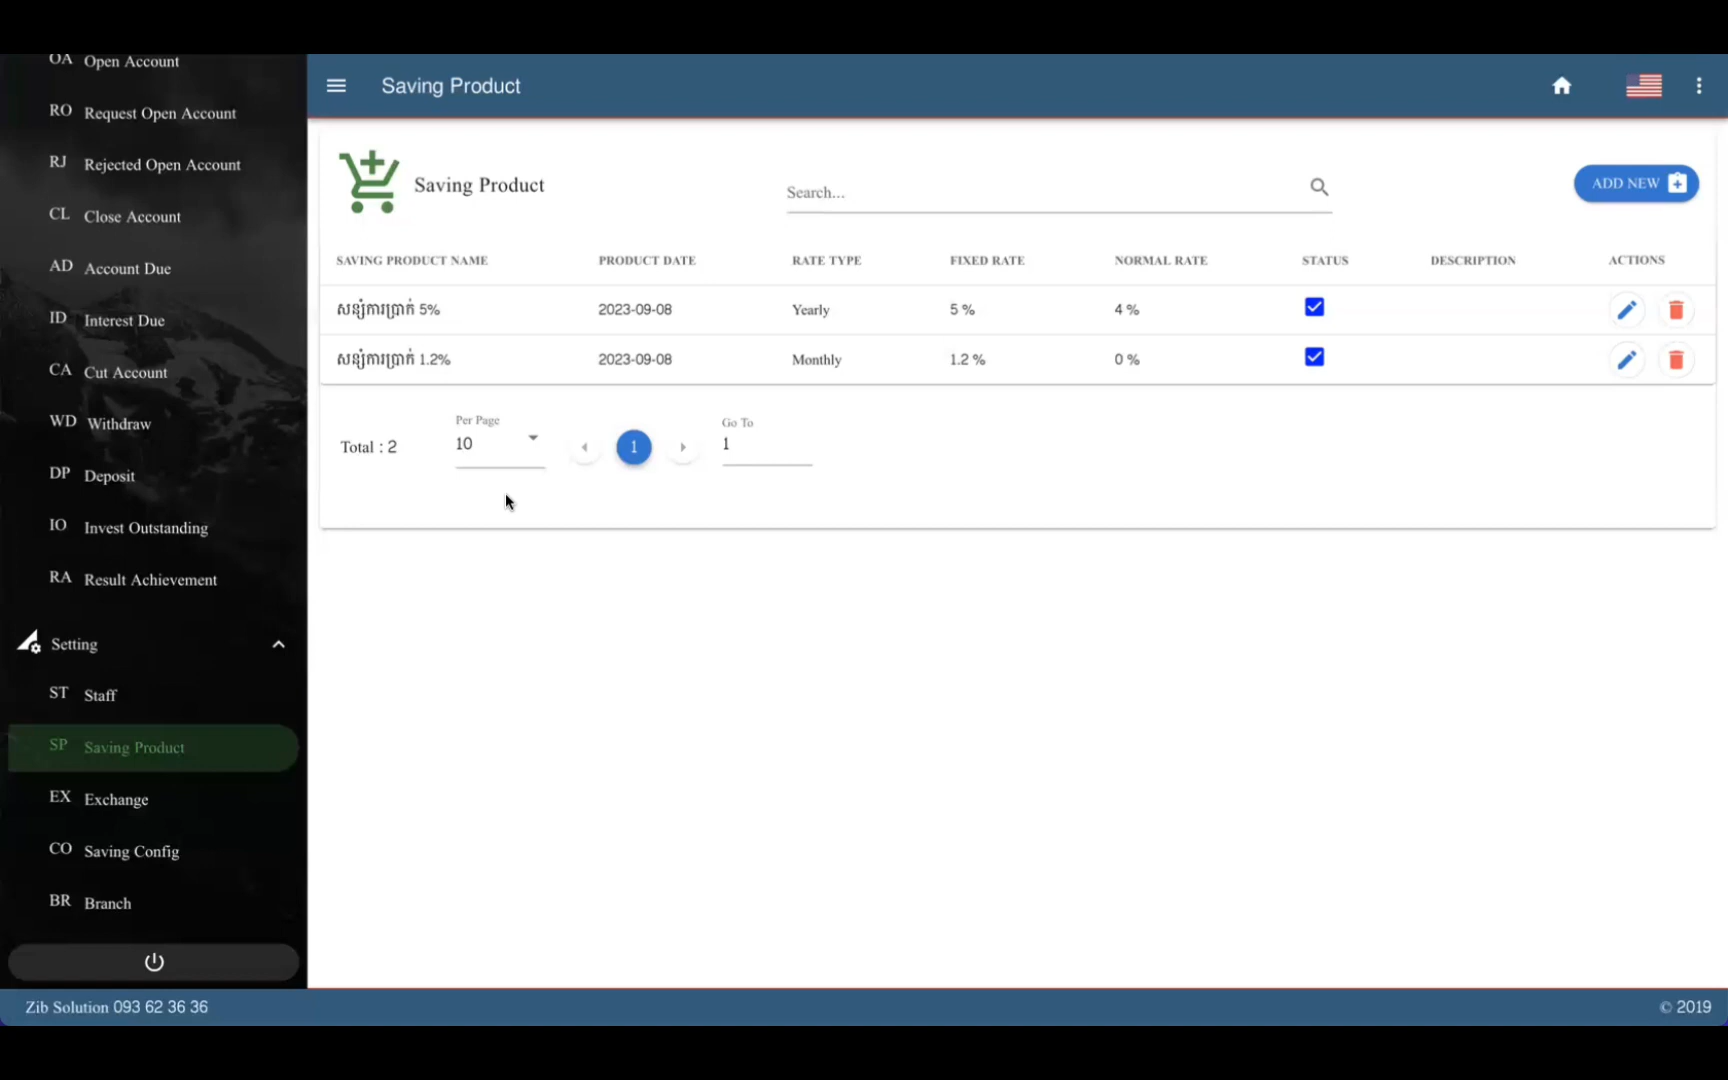 OA Open Account
RO Request Open Account
RJ Rejected Open Account
CL Close Account
AD Account Due
ID Interest Due
CA Cut Account
WD Withdraw
DP Deposit
IO Invest Outstanding
RA Result Achievement
Setting
ST Staff
SP Saving Product
EX Exchange
CO Saving Config
BR Branch
Saving Product
Saving Product
Search...
ADD NEW
SAVING PRODUCT NAME PRODUCT DATE RATE TYPE FIXED RATE NORMAL RATE STATUS DESCRIPTION ACTIONS
សន្សំការប្រាក់ 5% 2023-09-08 Yearly 5 % 4 %
សន្សំការប្រាក់ 1.2% 2023-09-08 Monthly 1.2 % 0 %
Total : 2
Per Page
10
1
Go To
1
Zib Solution 093 62 36 36
© 2019